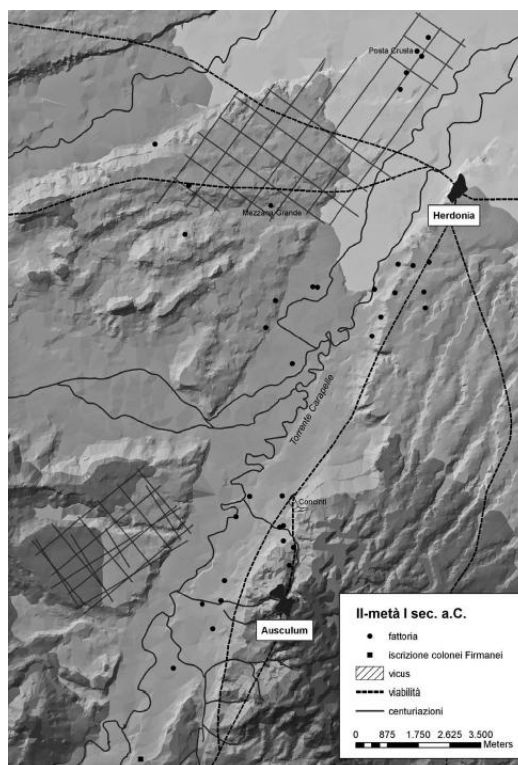 Posta Crusta
Herdonia
Mezzana Grande
Torrente Carapelle
Concinti
Ausculum
II-metà I sec. a.C.
fattoria
iscrizione colonei Firmanei
vicus
viabilità
centuriazioni
0 875 1.750 2.625 3.500
Meters